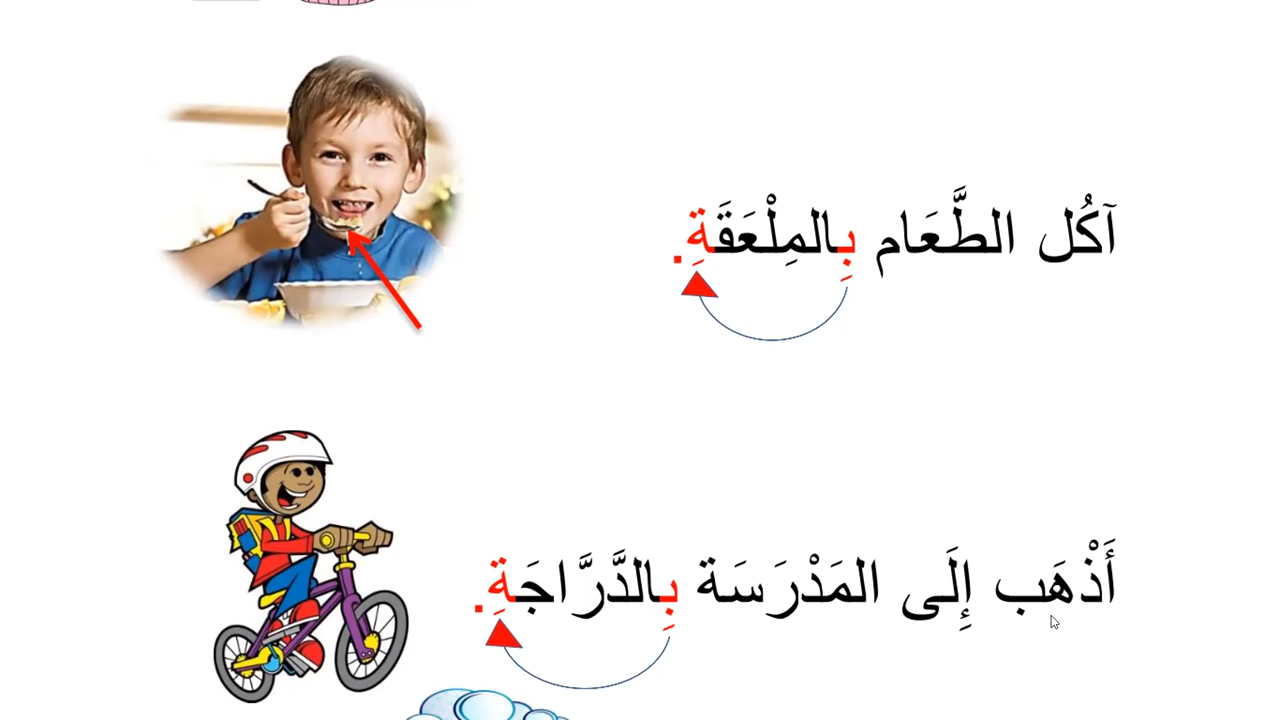 آكُل الطَّعَام بِالمِلْعَقَةِ.
أَذْهَب إِلَى المَدْرَسَة بِالدَّرَّاجَةِ.